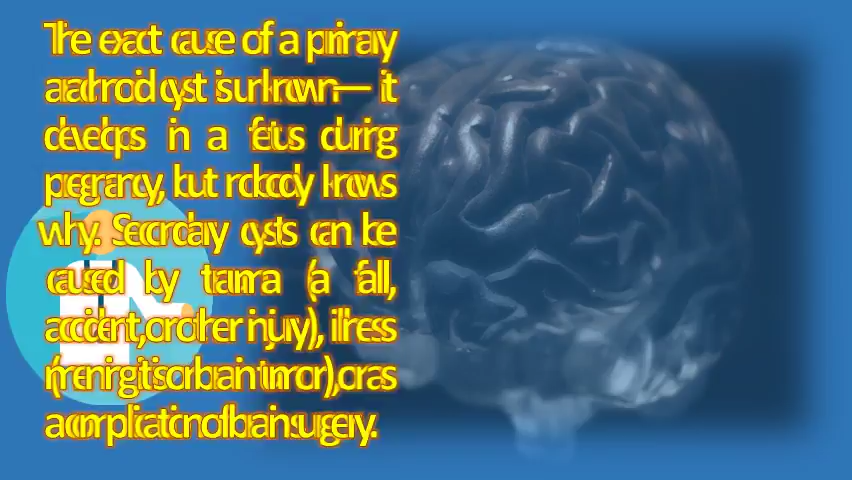 The exact cause of a primary
arachnoid cyst is unknown — it
develops in a fetus during
pregnancy, but nobody knows
why. Secondary cysts can be
caused by trauma (a fall,
accident, or other injury), illness
(meningitis or brain tumor), or as
a complication of brain surgery.